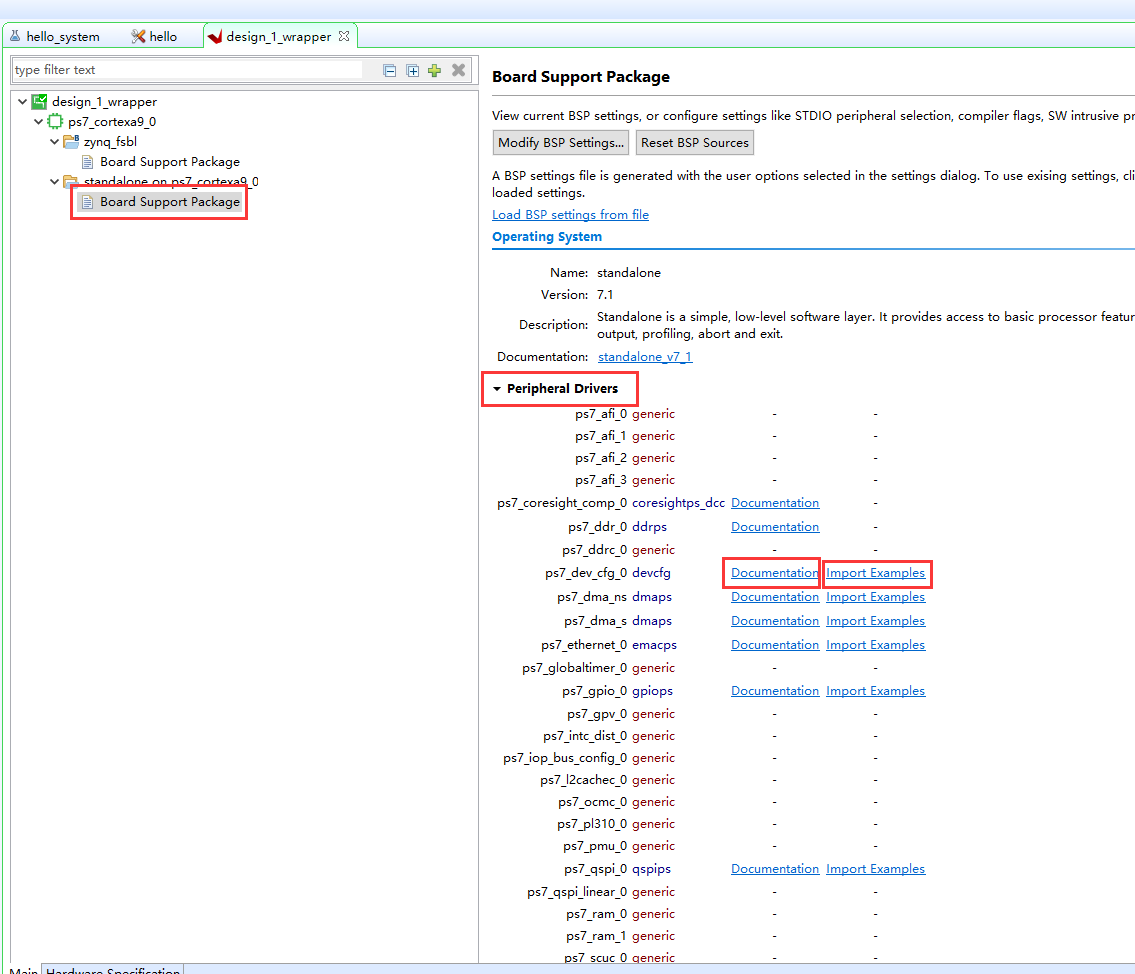 hello_system hello design_1_wrapper
type filter text
design_1_wrapper
ps7_cortexa9_0
zynq_fsbl
Board Support Package
standalone on ps7_cortexa9_0
Board Support Package
Board Support Package
View current BSP settings, or configure settings like STDIO peripheral selection, compiler flags, SW intrusive pr
Modify BSP Settings... Reset BSP Sources
A BSP settings file is generated with the user options selected in the settings dialog. To use exising settings, cli
loaded settings.
Load BSP settings from file
Operating System
Name: standalone
Version: 7.1
Description: Standalone is a simple, low-level software layer. It provides access to basic processor featur
output, profiling, abort and exit.
Documentation: standalone_v7_1
Peripheral Drivers
ps7_afi_0 generic - -
ps7_afi_1 generic - -
ps7_afi_2 generic - -
ps7_afi_3 generic - -
ps7_coresight_comp_0 coresightps_dcc Documentation -
ps7_ddr_0 ddrps Documentation -
ps7_ddrc_0 generic - -
ps7_dev_cfg_0 devcfg Documentation Import Examples
ps7_dma_ns dmaps Documentation Import Examples
ps7_dma_s dmaps Documentation Import Examples
ps7_ethernet_0 emacps Documentation Import Examples
ps7_globaltimer_0 generic - -
ps7_gpio_0 gpiops Documentation Import Examples
ps7_gpv_0 generic - -
ps7_intc_dist_0 generic - -
ps7_iop_bus_config_0 generic - -
ps7_l2cachec_0 generic - -
ps7_ocmc_0 generic - -
ps7_pl310_0 generic - -
ps7_pmu_0 generic - -
ps7_qspi_0 qspips Documentation Import Examples
ps7_qspi_linear_0 generic - -
ps7_ram_0 generic - -
ps7_ram_1 generic - -
ps7_scuc_0 generic - -
Main Hardware Specification